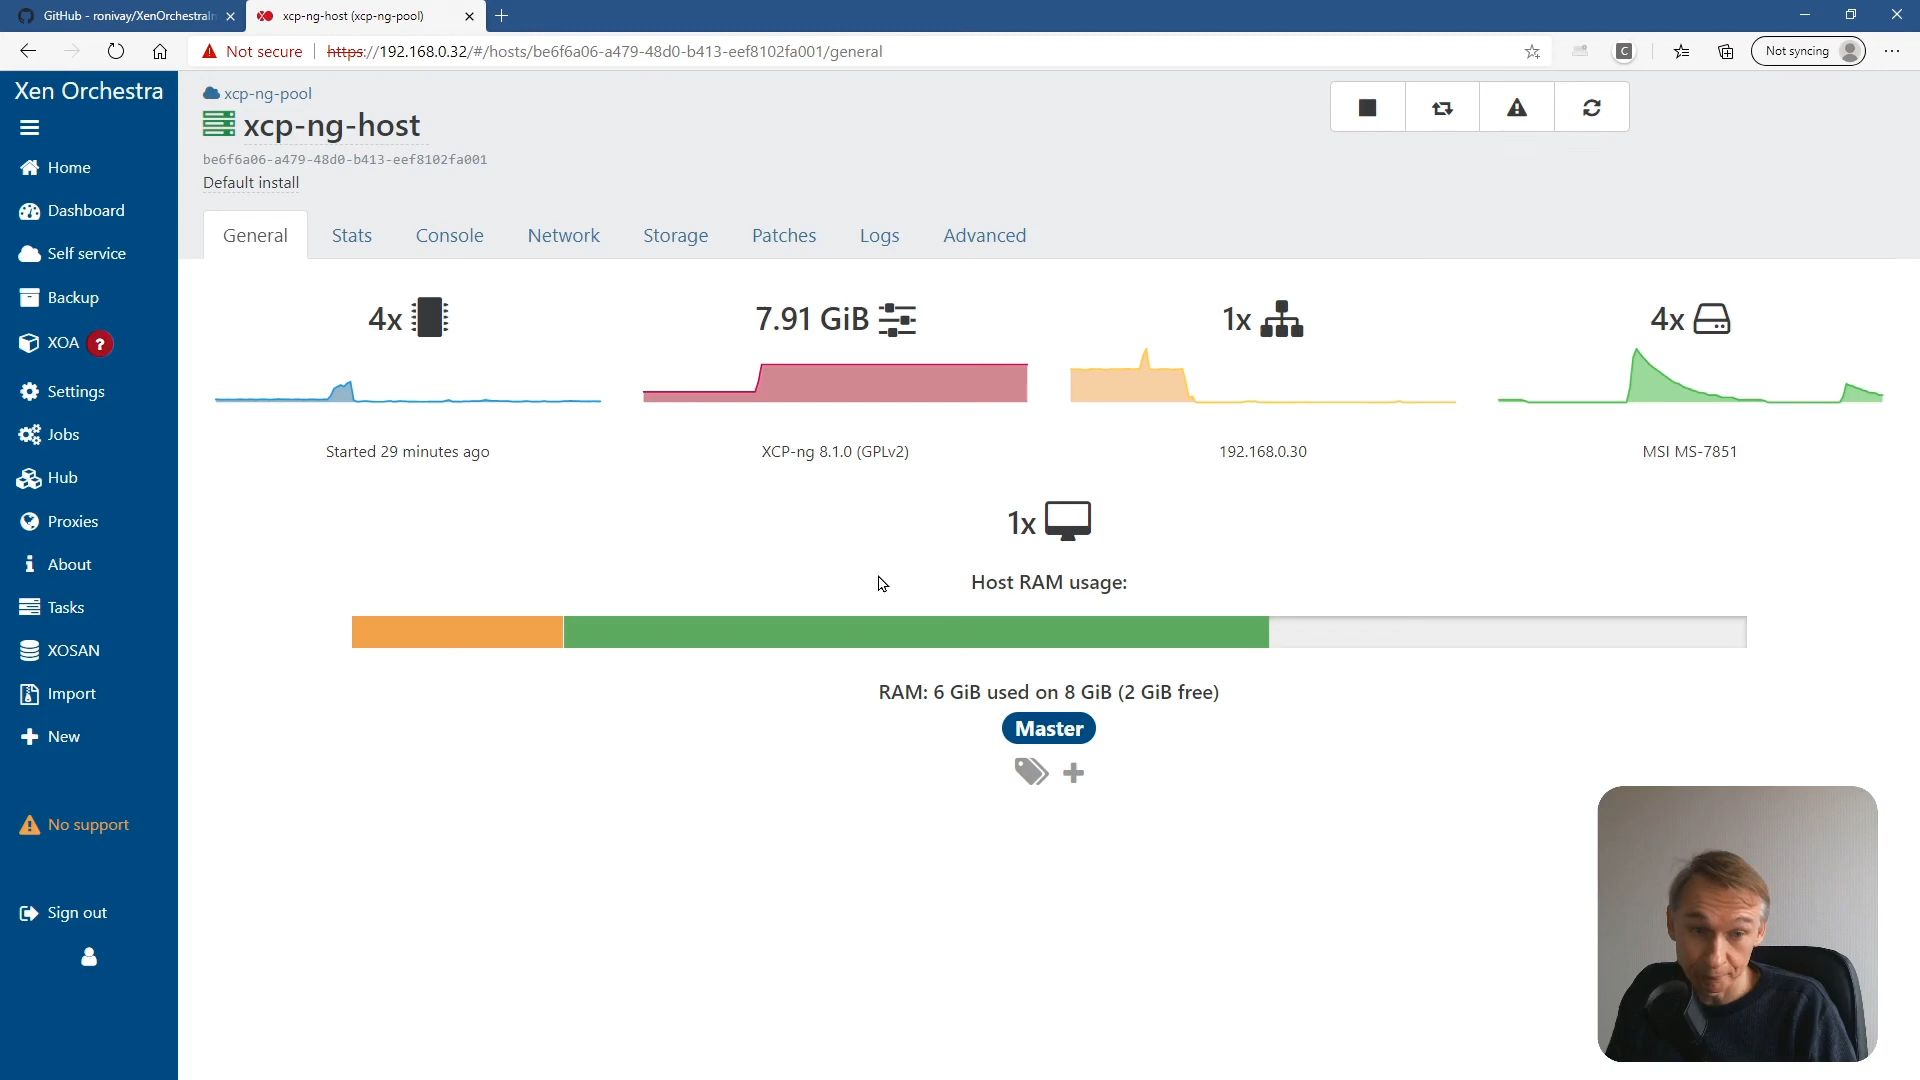 GitHub - ronivay/XenOrchestraIn
xcp-ng-host (xcp-ng-pool)
Not secure
https://192.168.0.32/#/hosts/be6f6a06-a479-48d0-b413-eef8102fa001/general
C
Not syncing
Xen Orchestra
Home
Dashboard
Self service
Backup
XOA ?
Settings
Jobs
Hub
Proxies
About
Tasks
XOSAN
Import
New
No support
Sign out
xcp-ng-pool
xcp-ng-host
be6f6a06-a479-48d0-b413-eef8102fa001
Default install
General Stats Console Network Storage Patches Logs Advanced
4x 7.91 GiB 1x 4x
Started 29 minutes ago XCP-ng 8.1.0 (GPLv2) 192.168.0.30 MSI MS-7851
1x
Host RAM usage:
RAM: 6 GiB used on 8 GiB (2 GiB free)
Master